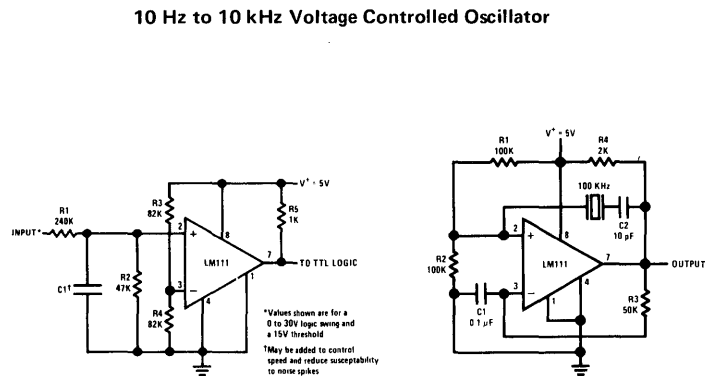 10 Hz to 10 kHz Voltage Controlled Oscillator
R1
240K
INPUT*
C1†
R2
47K
R3
82K
R4
82K
2
+
3
−
8
LM111
7
4
1
V+ = 5V
R5
1K
TO TTL LOGIC
*Values shown are for a
0 to 30V logic swing and
a 15V threshold
†May be added to control
speed and reduce susceptability
to noise spikes
V+ = 5V
R1
100K
R4
2K
100 KHz
C2
10 pF
R2
100K
2
+
3
−
8
LM111
7
4
1
C1
0.1 µF
OUTPUT
R3
50K